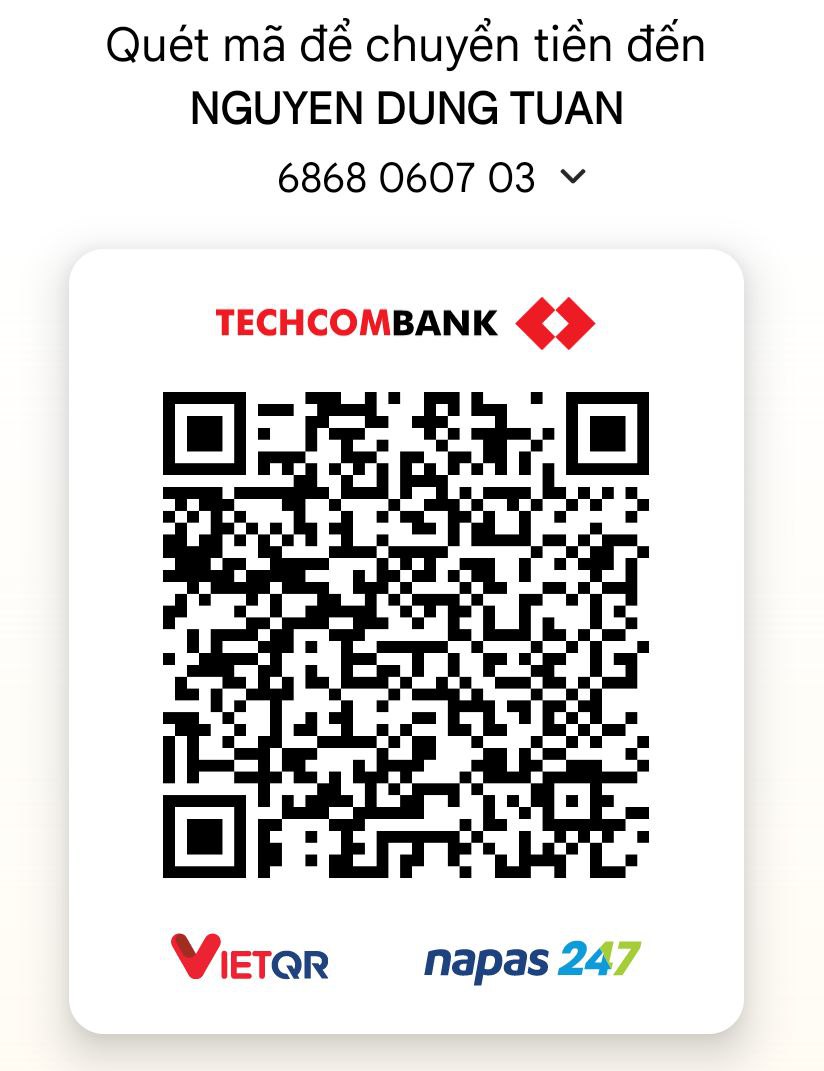 Quét mã để chuyển tiền đến
NGUYEN DUNG TUAN
6868 0607 03
TECHCOMBANK
VIETQR
napas 247